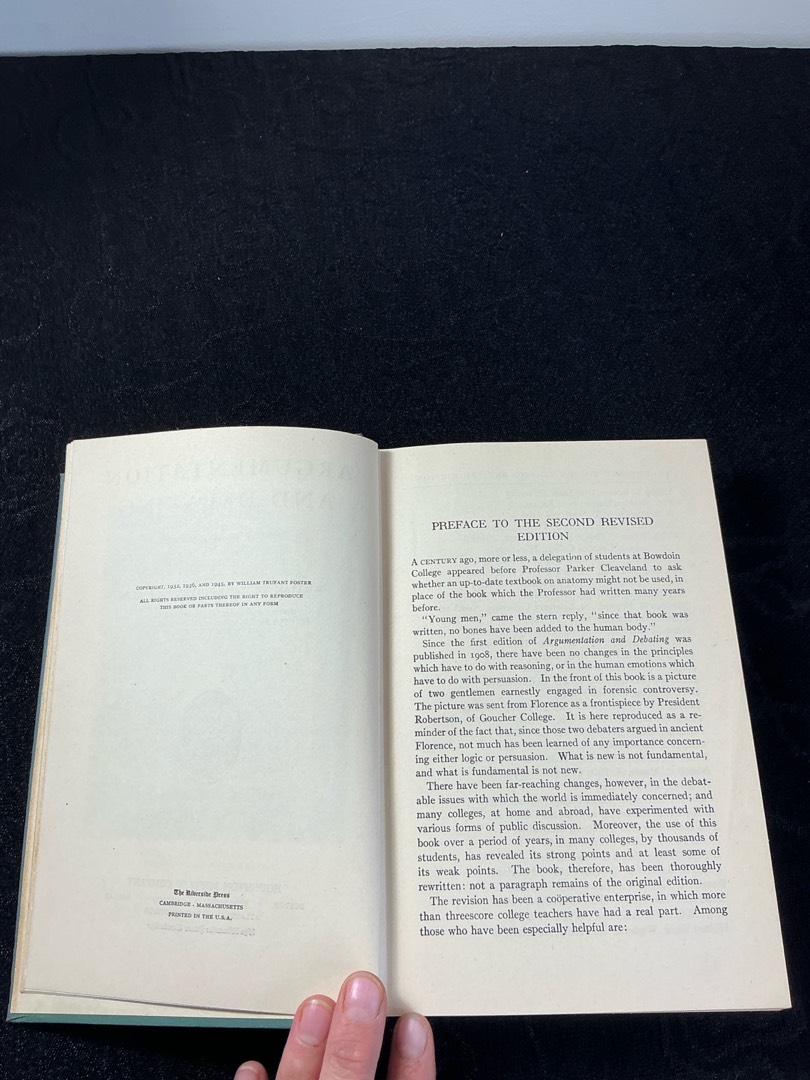 COPYRIGHT, 1932, 1936, AND 1945, BY WILLIAM TRUFANT FOSTER
ALL RIGHTS RESERVED INCLUDING THE RIGHT TO REPRODUCE
THIS BOOK OR PARTS THEREOF IN ANY FORM
The Riverside Press
CAMBRIDGE · MASSACHUSETTS
PRINTED IN THE U.S.A.
PREFACE TO THE SECOND REVISED
EDITION
A CENTURY ago, more or less, a delegation of students at Bowdoin
College appeared before Professor Parker Cleaveland to ask
whether an up-to-date textbook on anatomy might not be used, in
place of the book which the Professor had written many years
before.
"Young men," came the stern reply, "since that book was
written, no bones have been added to the human body."
Since the first edition of Argumentation and Debating was
published in 1908, there have been no changes in the principles
which have to do with reasoning, or in the human emotions which
have to do with persuasion. In the front of this book is a picture
of two gentlemen earnestly engaged in forensic controversy.
The picture was sent from Florence as a frontispiece by President
Robertson, of Goucher College. It is here reproduced as a re-
minder of the fact that, since those two debaters argued in ancient
Florence, not much has been learned of any importance concern-
ing either logic or persuasion. What is new is not fundamental,
and what is fundamental is not new.
There have been far-reaching changes, however, in the debat-
able issues with which the world is immediately concerned; and
many colleges, at home and abroad, have experimented with
various forms of public discussion. Moreover, the use of this
book over a period of years, in many colleges, by thousands of
students, has revealed its strong points and at least some of
its weak points. The book, therefore, has been thoroughly
rewritten: not a paragraph remains of the original edition.
The revision has been a coöperative enterprise, in which more
than threescore college teachers have had a real part. Among
those who have been especially helpful are: